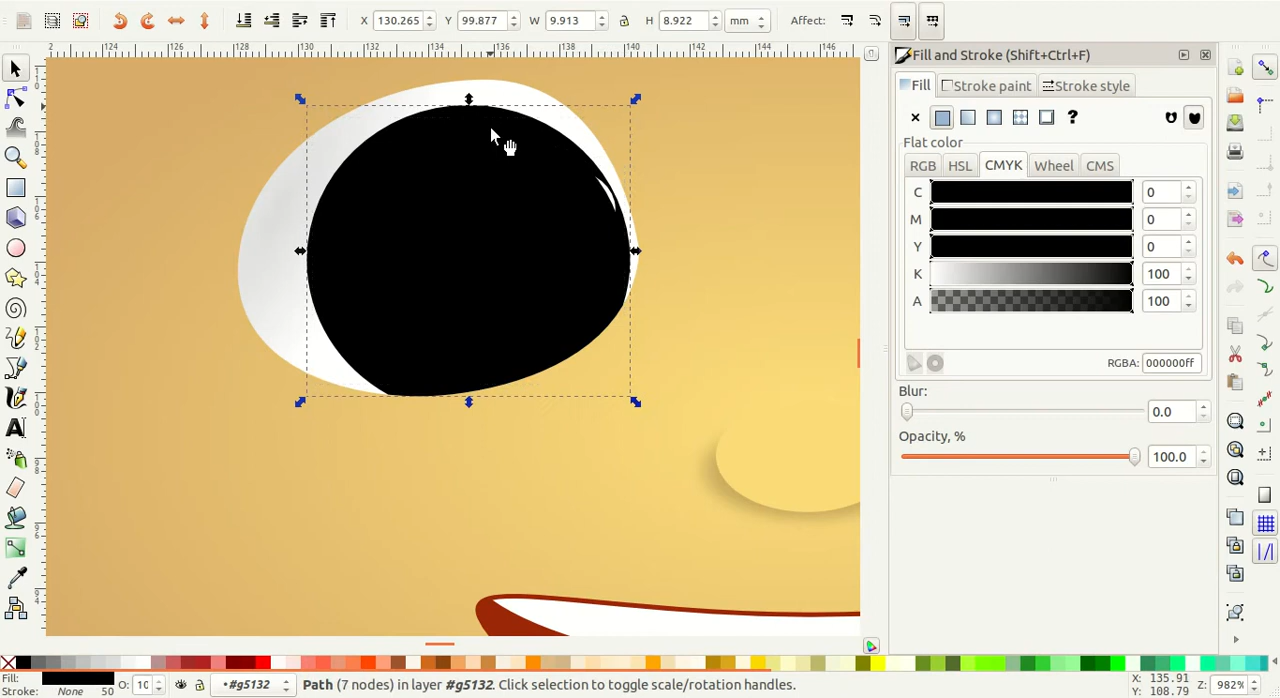 X 130.265 Y 99.877 W 9.913 H 8.922 mm Affect:
2 124 126 128 130 132 134 136 138 140 142 144 146
Fill and Stroke (Shift+Ctrl+F)
Fill Stroke paint Stroke style
?
Flat color
RGB HSL CMYK Wheel CMS
C 0
M 0
Y 0
K 100
A 100
RGBA: 000000ff
Blur:
0.0
Opacity, %
100.0
Fill:
Stroke: None 50 O: 10 •#g5132 Path (7 nodes) in layer #g5132. Click selection to toggle scale/rotation handles.
X: 135.91
Y: 108.79 Z: 982%